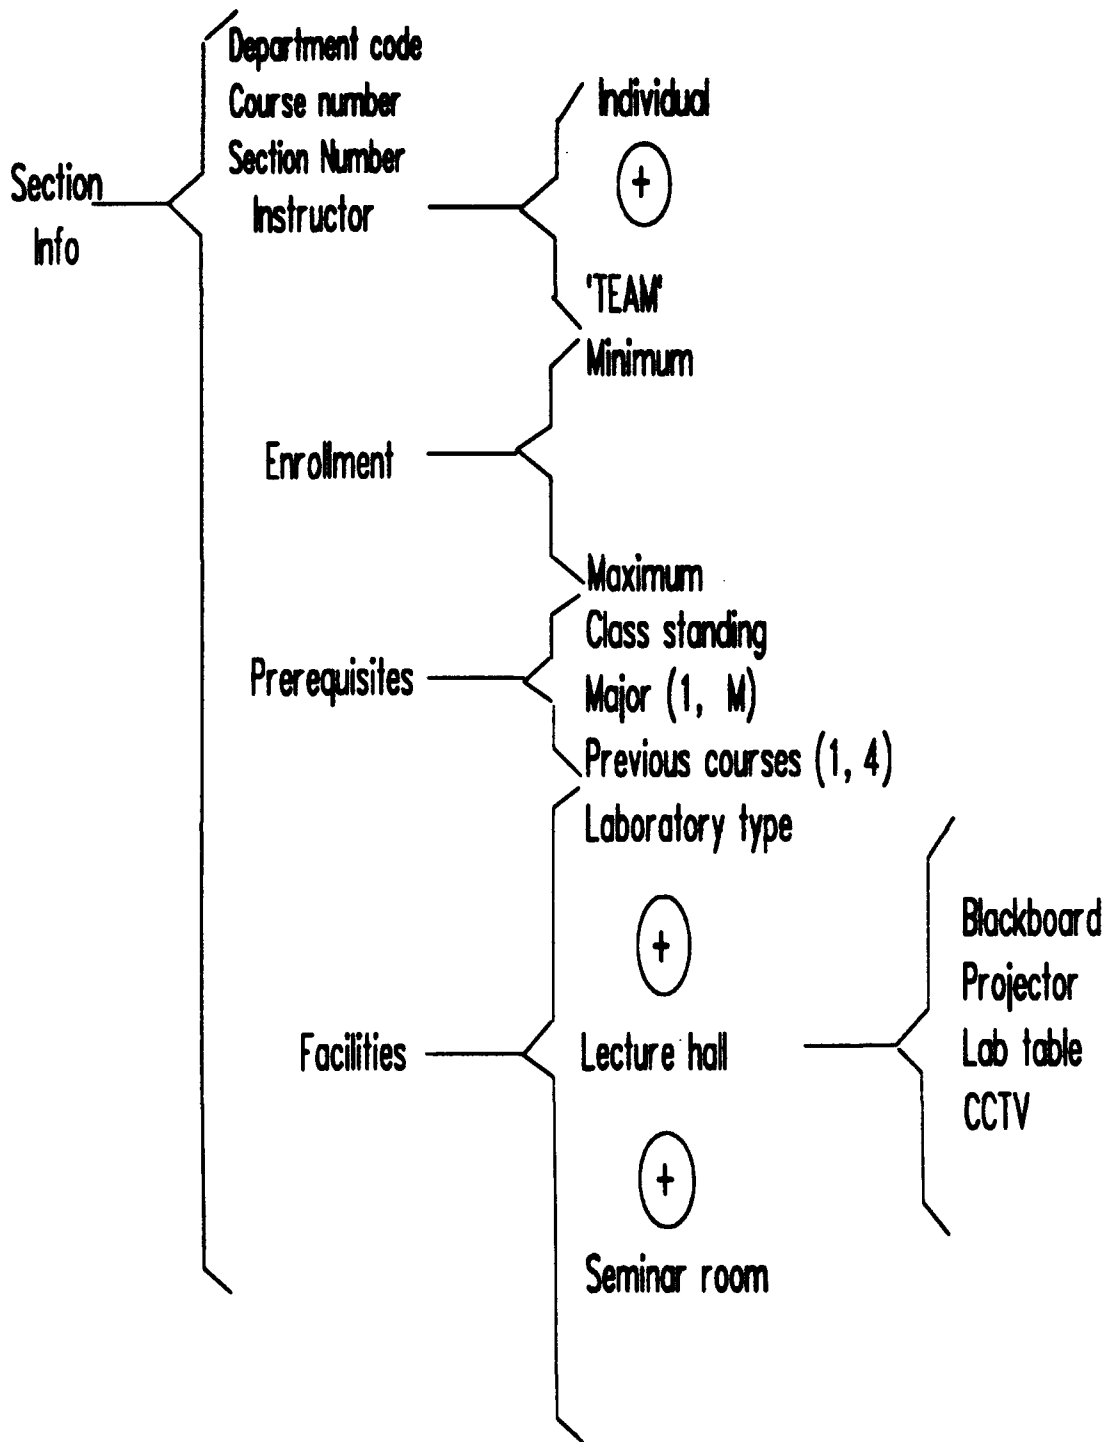 Section
Info
Department code
Course number
Section Number
Instructor
Individual
+
'TEAM'
Enrollment
Minimum
Maximum
Prerequisites
Class standing
Major (1, M)
Previous courses (1, 4)
Facilities
Laboratory type
+
Lecture hall
+
Seminar room
Blackboard
Projector
Lab table
CCTV